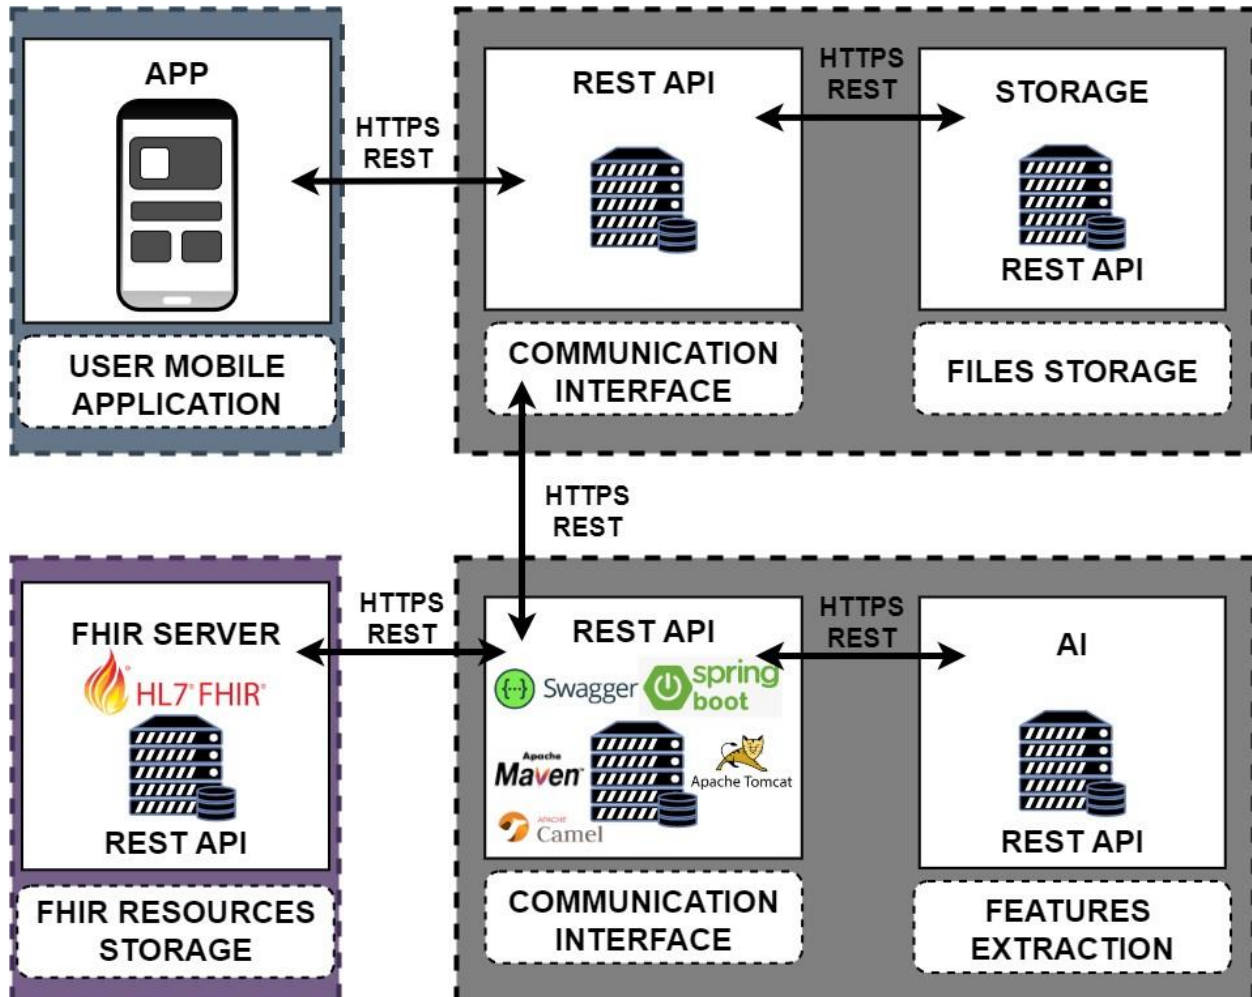 APP
HTTPS
REST
REST API
HTTPS
REST
STORAGE
REST API
USER MOBILE
APPLICATION
COMMUNICATION
INTERFACE
FILES STORAGE
HTTPS
REST
FHIR SERVER
HL7® FHIR®
REST API
HTTPS
REST
REST API
Swagger
spring
boot
Apache
Maven™
Apache Tomcat
APACHE
Camel
HTTPS
REST
AI
REST API
FHIR RESOURCES
STORAGE
COMMUNICATION
INTERFACE
FEATURES
EXTRACTION